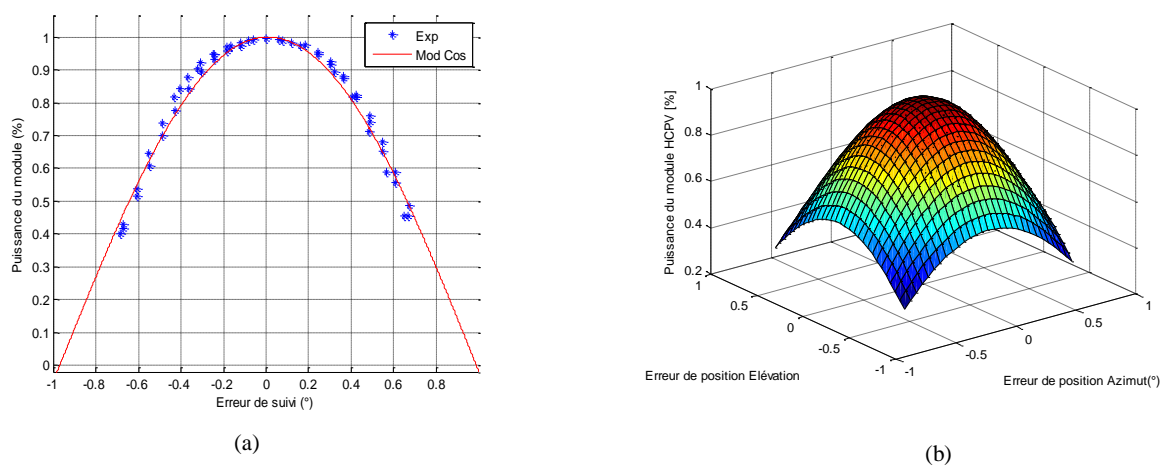 Exp
Mod Cos
1
0.9
0.8
0.7
0.6
0.5
0.4
0.3
0.2
0.1
0
Puissance du module (%)
-1 -0.8 -0.6 -0.4 -0.2 0 0.2 0.4 0.6 0.8
Erreur de suivi (°)
(a)
Puissance du module HCPV [%]
1
0.8
0.6
0.4
0.2
1
0.5
0
-0.5
-1
Erreur de position Elévation
-1
-0.5
0
0.5
1
Erreur de position Azimut(°)
(b)